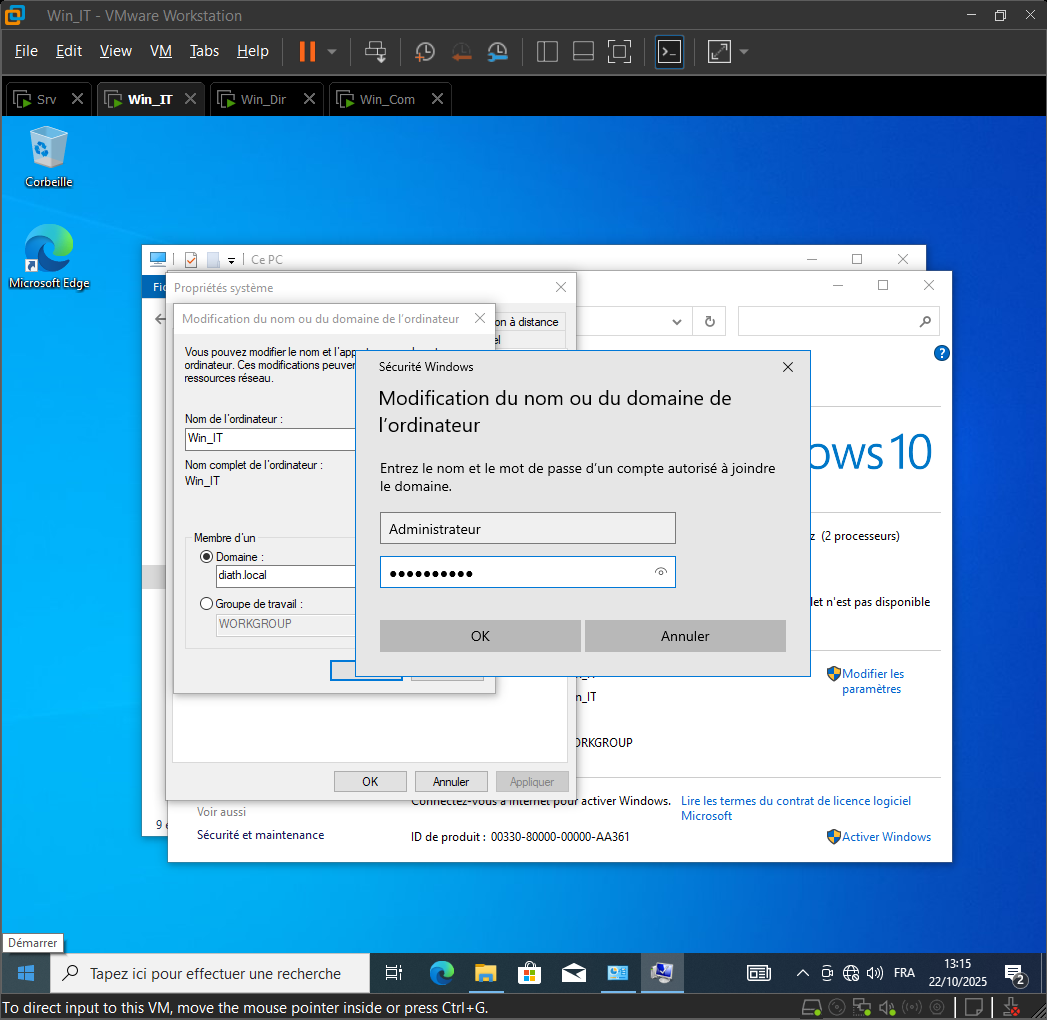 Win_IT - VMware Workstation
File Edit View VM Tabs Help
Srv
Win_IT
Win_Dir
Win_Com
Corbeille
Microsoft Edge
Ce PC
Propriétés système
Modification du nom ou du domaine de l'ordinateur
on à distance
Vous pouvez modifier le nom et l'app
ordinateur. Ces modifications peuver
ressources réseau.
Nom de l'ordinateur :
Win_IT
Nom complet de l'ordinateur :
Win_IT
Membre d'un
Domaine :
diath.local
Groupe de travail :
WORKGROUP
Sécurité Windows
Modification du nom ou du domaine de
l'ordinateur
Entrez le nom et le mot de passe d'un compte autorisé à joindre
le domaine.
Administrateur
●●●●●●●●●●
OK
Annuler
ows 10
z (2 processeurs)
let n'est pas disponible
Modifier les
paramètres
n_IT
ORKGROUP
OK
Annuler
Appliquer
Connectez-vous à Internet pour activer Windows. Lire les termes du contrat de licence logiciel
Microsoft
Voir aussi
Sécurité et maintenance
9 é
ID de produit : 00330-80000-00000-AA361
Activer Windows
Démarrer
Tapez ici pour effectuer une recherche
FRA
13:15
22/10/2025
2
To direct input to this VM, move the mouse pointer inside or press Ctrl+G.